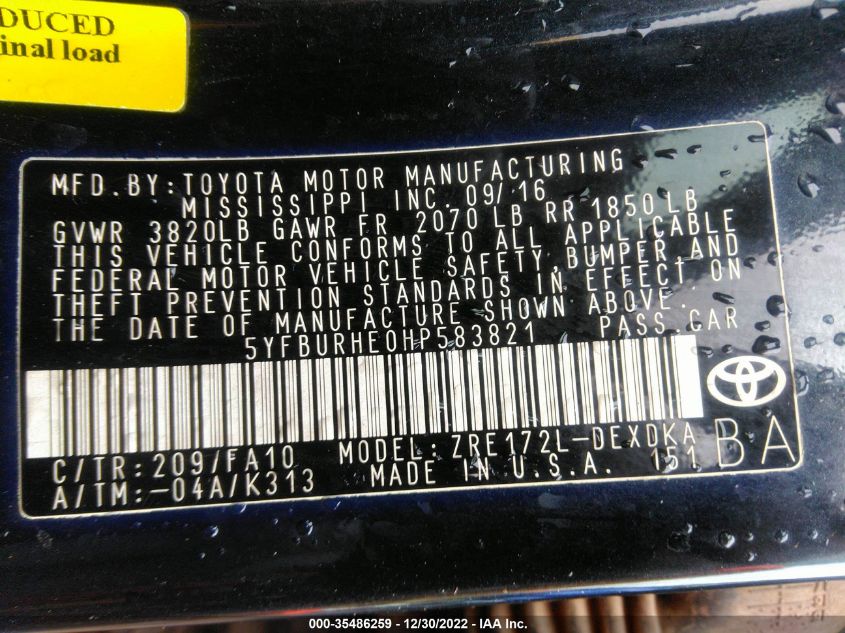 DUCED
inal load
MFD.BY:TOYOTA MOTOR MANUFACTURING
MISSISSIPPI INC. 09/16
GVWR 3820LB GAWR FR 2070 LB RR 1850 LB
THIS VEHICLE CONFORMS TO ALL APPLICABLE
FEDERAL MOTOR VEHICLE SAFETY,BUMPER,AND
THEFT PREVENTION STANDARDS IN EFFECT ON
THE DATE OF MANUFACTURE SHOWN ABOVE.
5YFBURHE0HP583821 PASS.CAR
C/TR:209/FA10 MODEL: ZRE172L-DEXDKA
A/TM:-04A/K313 MADE IN U.S.A. 151 BA
000-35486259 - 12/30/2022 - IAA Inc.